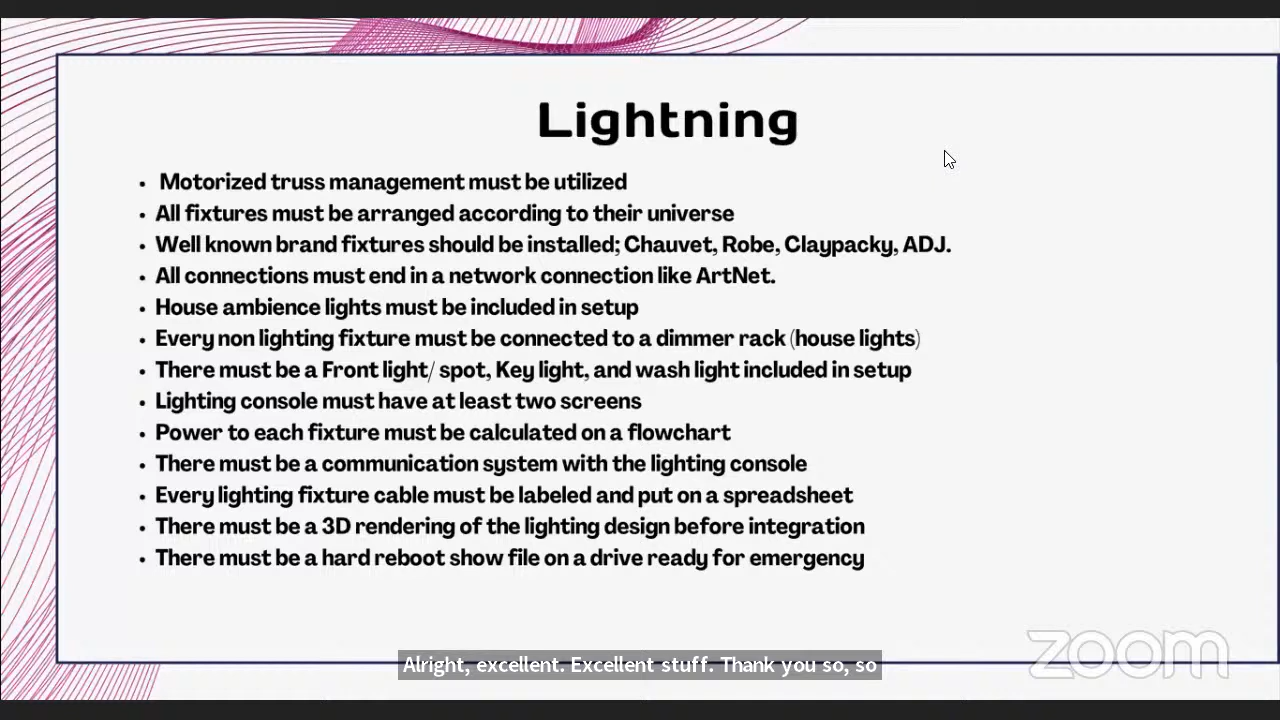 Lightning
• Motorized truss management must be utilized
• All fixtures must be arranged according to their universe
• Well known brand fixtures should be installed; Chauvet, Robe, Claypacky, ADJ.
• All connections must end in a network connection like ArtNet.
• House ambience lights must be included in setup
• Every non lighting fixture must be connected to a dimmer rack (house lights)
• There must be a Front light/ spot, Key light, and wash light included in setup
• Lighting console must have at least two screens
• Power to each fixture must be calculated on a flowchart
• There must be a communication system with the lighting console
• Every lighting fixture cable must be labeled and put on a spreadsheet
• There must be a 3D rendering of the lighting design before integration
• There must be a hard reboot show file on a drive ready for emergency
zoom
Alright, excellent. Excellent stuff. Thank you so, so